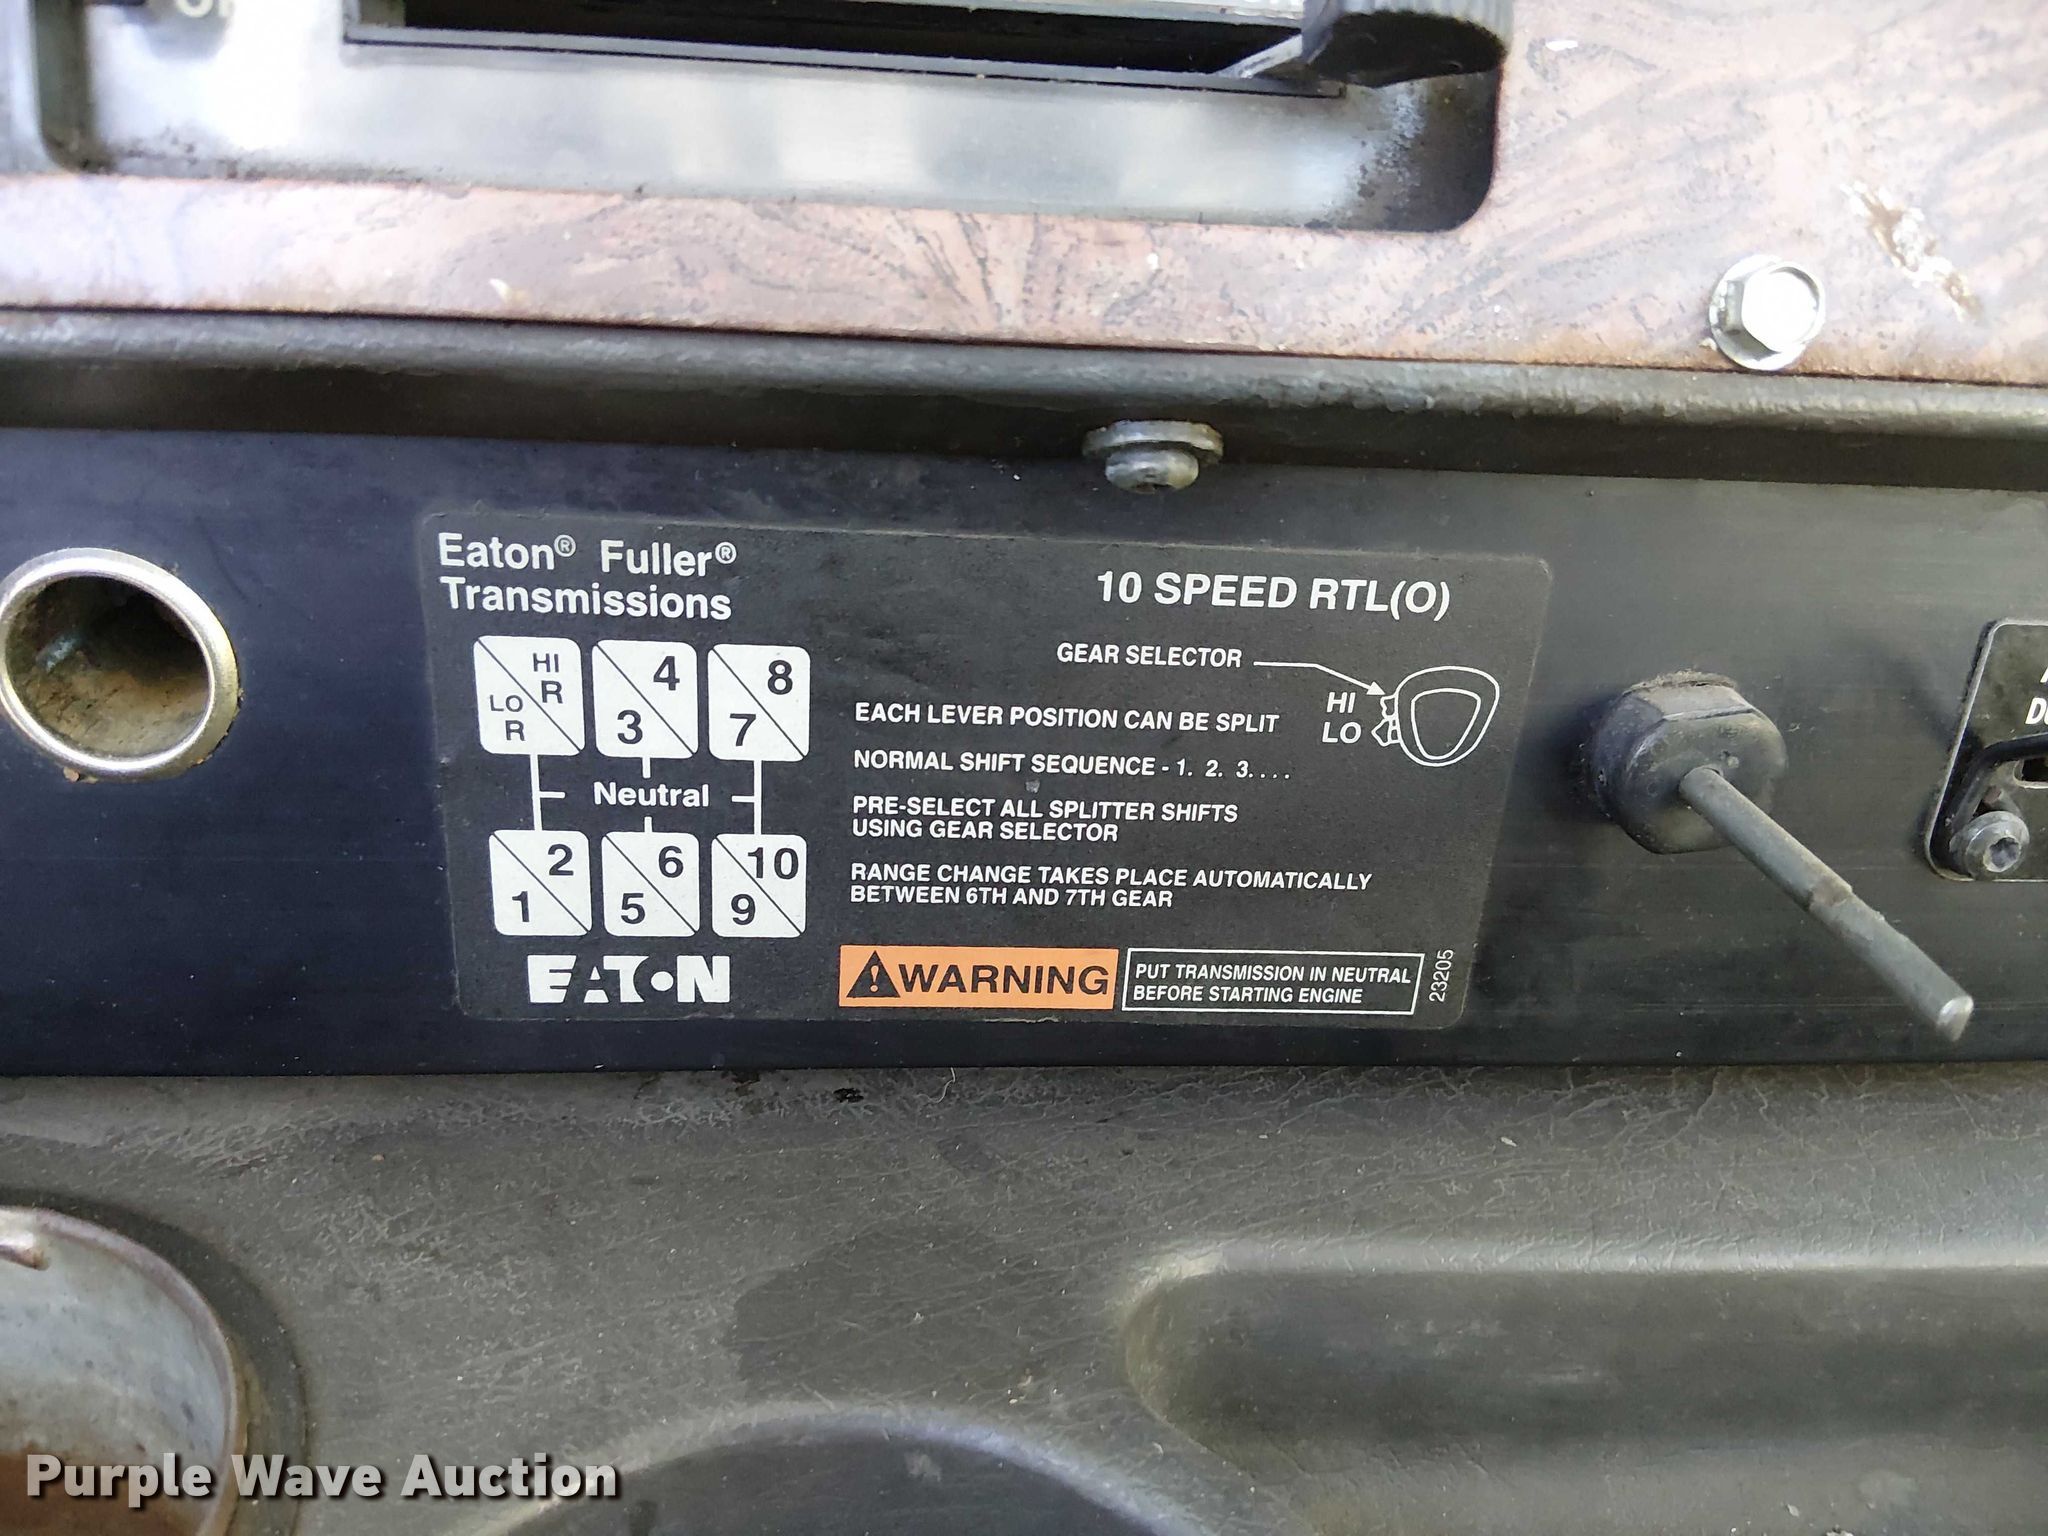 Eaton® Fuller®
Transmissions
10 SPEED RTL(O)
GEAR SELECTOR
HI
LO
HI
R
LO
R
4
3
8
7
Neutral
2
1
6
5
10
9
EATON
EACH LEVER POSITION CAN BE SPLIT
NORMAL SHIFT SEQUENCE - 1. 2. 3. . . .
PRE-SELECT ALL SPLITTER SHIFTS
USING GEAR SELECTOR
RANGE CHANGE TAKES PLACE AUTOMATICALLY
BETWEEN 6TH AND 7TH GEAR
WARNING
PUT TRANSMISSION IN NEUTRAL
BEFORE STARTING ENGINE
23205
Purple Wave Auction